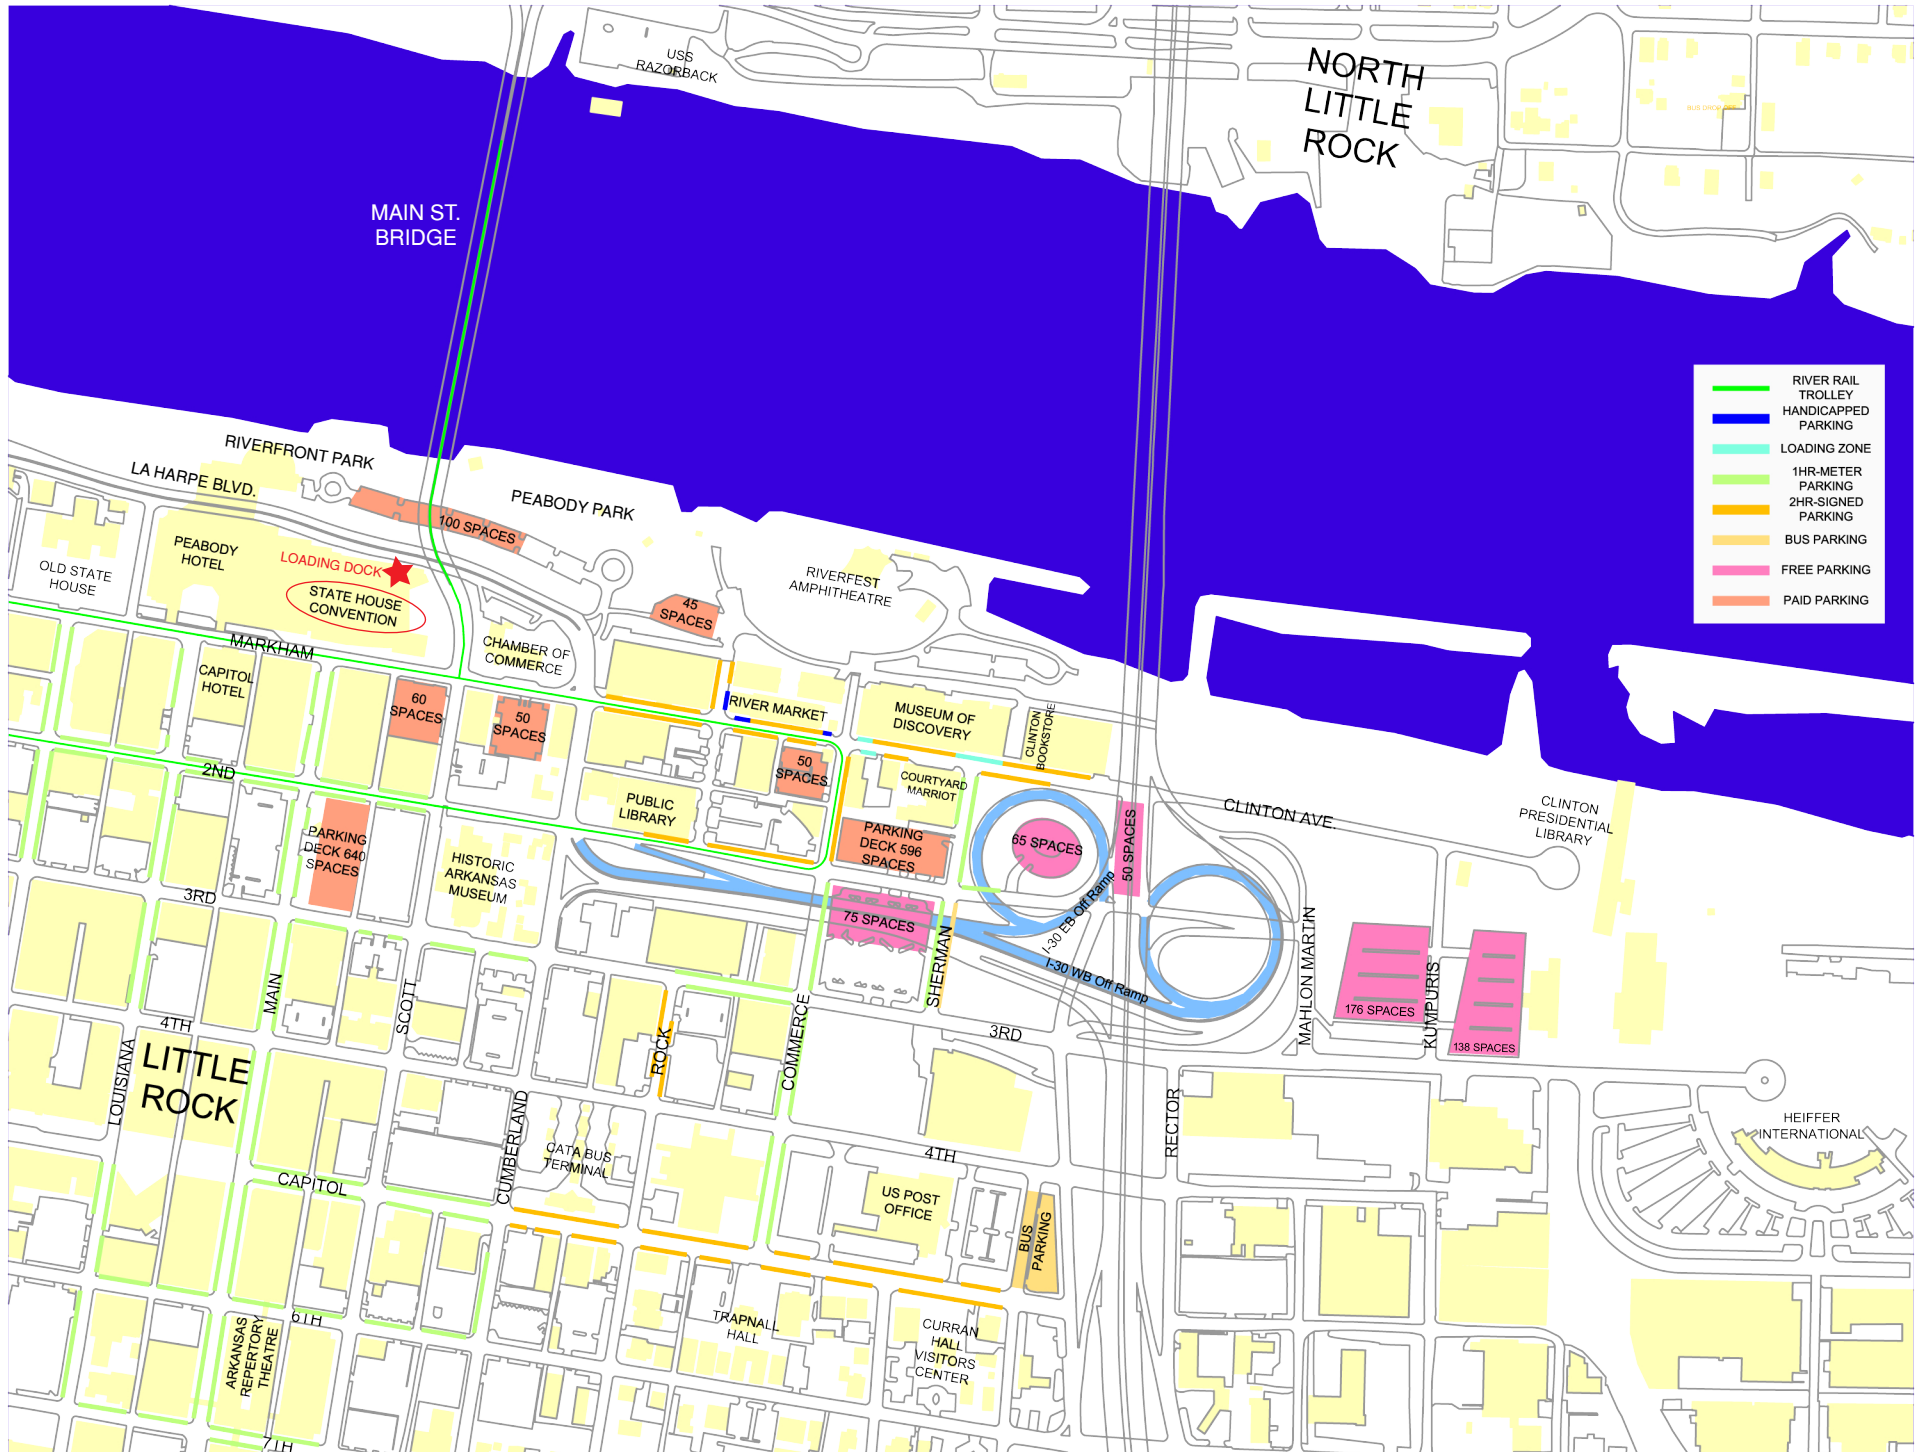 USS
RAZORBACK
NORTH
LITTLE
ROCK
MAIN ST.
BRIDGE
RIVER RAIL
TROLLEY
HANDICAPPED
PARKING
LOADING ZONE
1HR-METER
PARKING
2HR-SIGNED
PARKING
BUS PARKING
FREE PARKING
PAID PARKING
RIVERFRONT PARK
LA HARPE BLVD.
PEABODY PARK
100 SPACES
PEABODY
HOTEL
LOADING DOCK
OLD STATE
HOUSE
STATE HOUSE
CONVENTION
RIVERFEST
AMPHITHEATRE
45
SPACES
MARKHAM
CHAMBER OF
COMMERCE
CAPITOL
HOTEL
60
SPACES
50
SPACES
RIVER MARKET
MUSEUM OF
DISCOVERY
CLINTON
BOOKSTORE
2ND
50
SPACES
COURTYARD
MARRIOT
PUBLIC
LIBRARY
CLINTON AVE.
CLINTON
PRESIDENTIAL
LIBRARY
PARKING
DECK 640
SPACES
PARKING
DECK 596
SPACES
65 SPACES
50 SPACES
HISTORIC
ARKANSAS
MUSEUM
3RD
75 SPACES
I-30 EB Off Ramp
I-30 WB Off Ramp
SHERMAN
MAHLON MARTIN
KUMPURIS
176 SPACES
138 SPACES
MAIN
SCOTT
4TH
ROCK
COMMERCE
3RD
LITTLE
ROCK
LOUISIANA
CUMBERLAND
RECTOR
HEIFFER
INTERNATIONAL
CATA BUS
TERMINAL
4TH
CAPITOL
US POST
OFFICE
BUS
PARKING
6TH
TRAPNALL
HALL
CURRAN
HALL
VISITORS
CENTER
ARKANSAS
REPERTORY
THEATRE
7TH